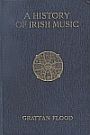 A HISTORY
OF IRISH MUSIC
GRATTAN FLOOD